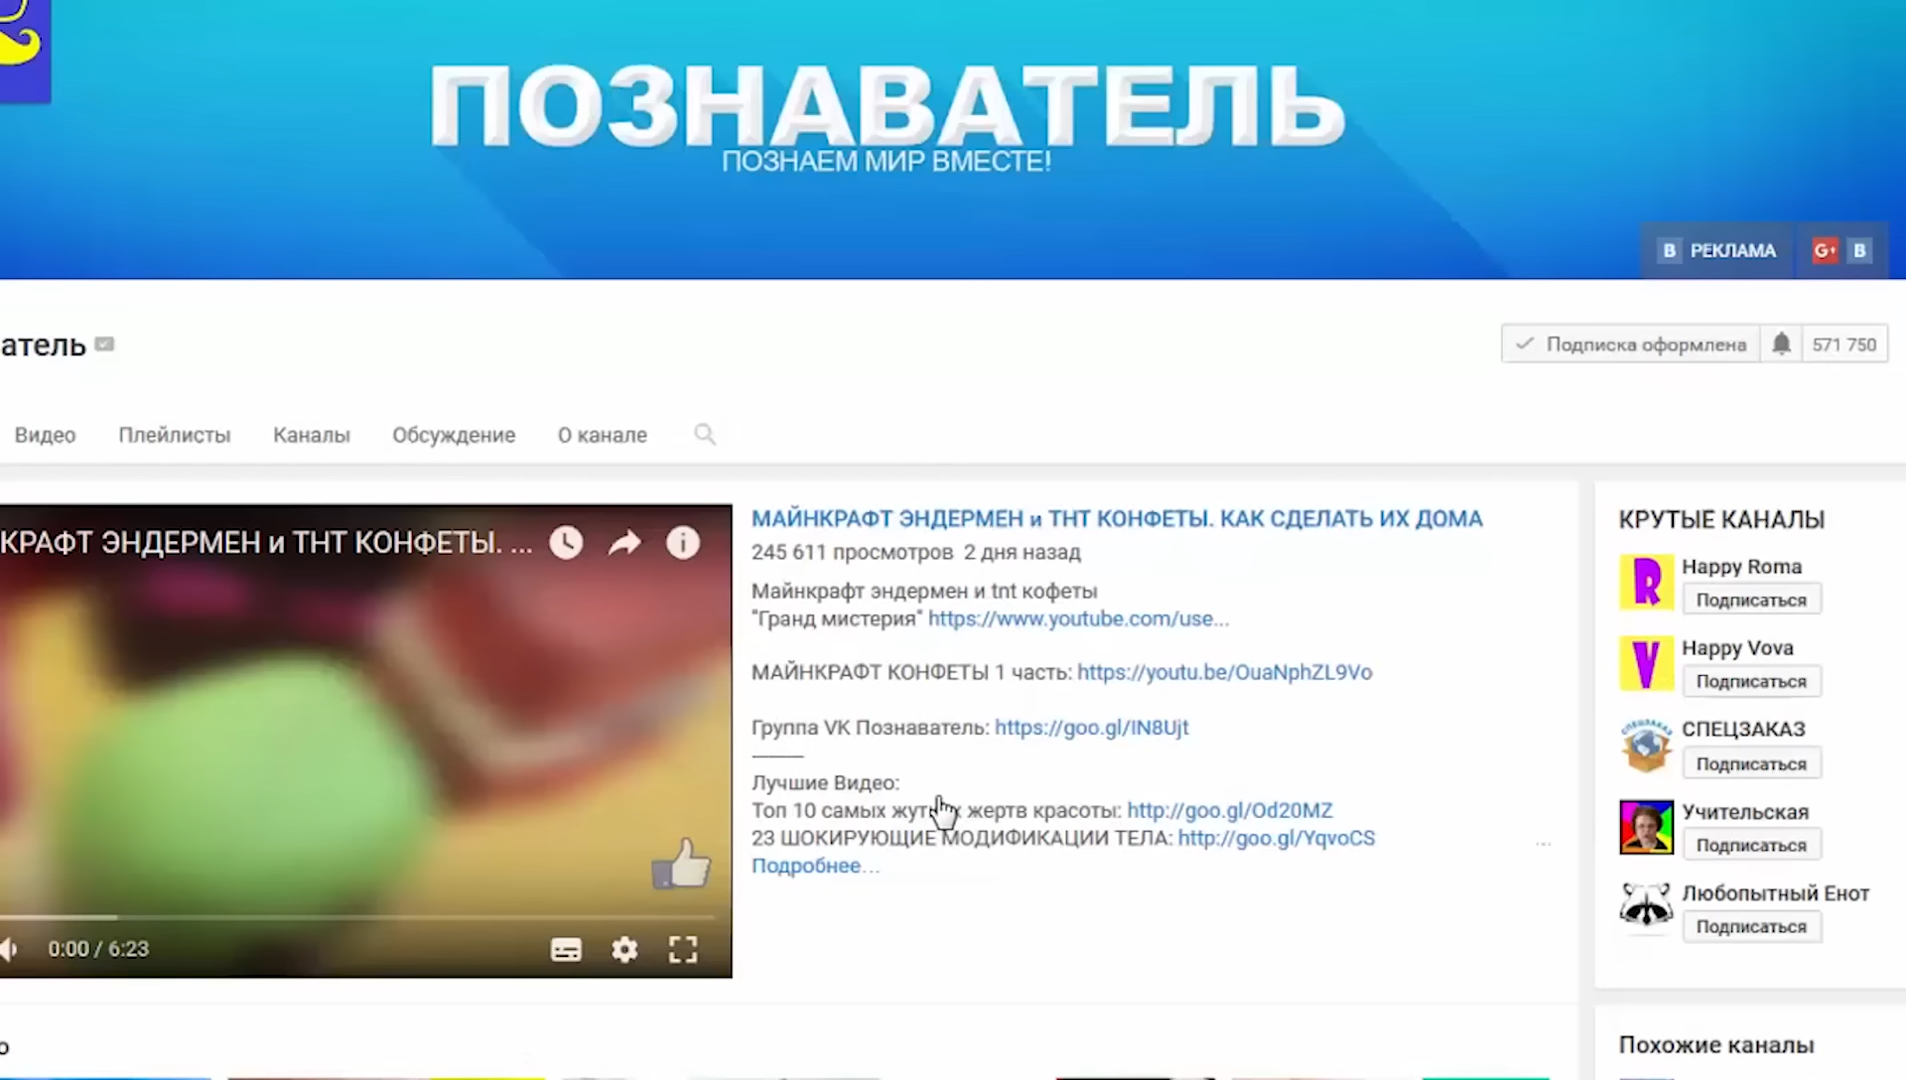 ПОЗНАВАТЕЛЬ
ПОЗНАЕМ МИР ВМЕСТЕ!
В РЕКЛАМА G+ В
атель
Подписка оформлена 571 750
Видео Плейлисты Каналы Обсуждение О канале
КРАФТ ЭНДЕРМЕН и ТНТ КОНФЕТЫ. ...
0:00 / 6:23
МАЙНКРАФТ ЭНДЕРМЕН и ТНТ КОНФЕТЫ. КАК СДЕЛАТЬ ИХ ДОМА
245 611 просмотров 2 дня назад
Майнкрафт эндермен и tnt кофеты
"Гранд мистерия" https://www.youtube.com/use...
МАЙНКРАФТ КОНФЕТЫ 1 часть: https://youtu.be/OuaNphZL9Vo
Группа VK Познаватель: https://goo.gl/IN8Ujt
Лучшие Видео:
Топ 10 самых жертв красоты: http://goo.gl/Od20MZ
23 ШОКИРУЮЩИЕ МОДИФИКАЦИИ ТЕЛА: http://goo.gl/YqvoCS
Подробнее...
КРУТЫЕ КАНАЛЫ
R
Happy Roma
Подписаться
V
Happy Vova
Подписаться
СПЕЦЗАКАЗ
СПЕЦЗАКАЗ
Подписаться
Учительская
Подписаться
Любопытный Енот
Подписаться
о
Похожие каналы